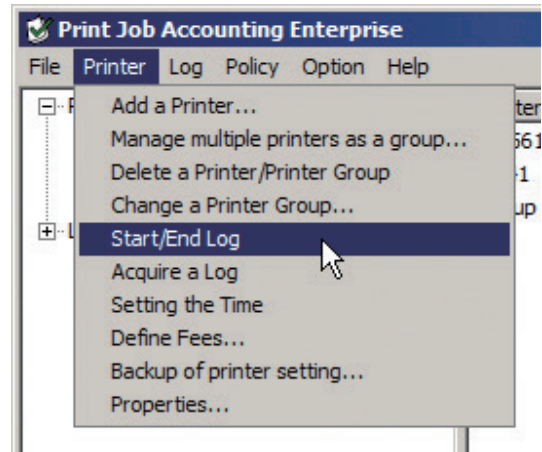 Print Job Accounting Enterprise
File Printer Log Policy Option Help
Add a Printer...
Manage multiple printers as a group...
Delete a Printer/Printer Group
Change a Printer Group...
Start/End Log
Acquire a Log
Setting the Time
Define Fees...
Backup of printer setting...
Properties...